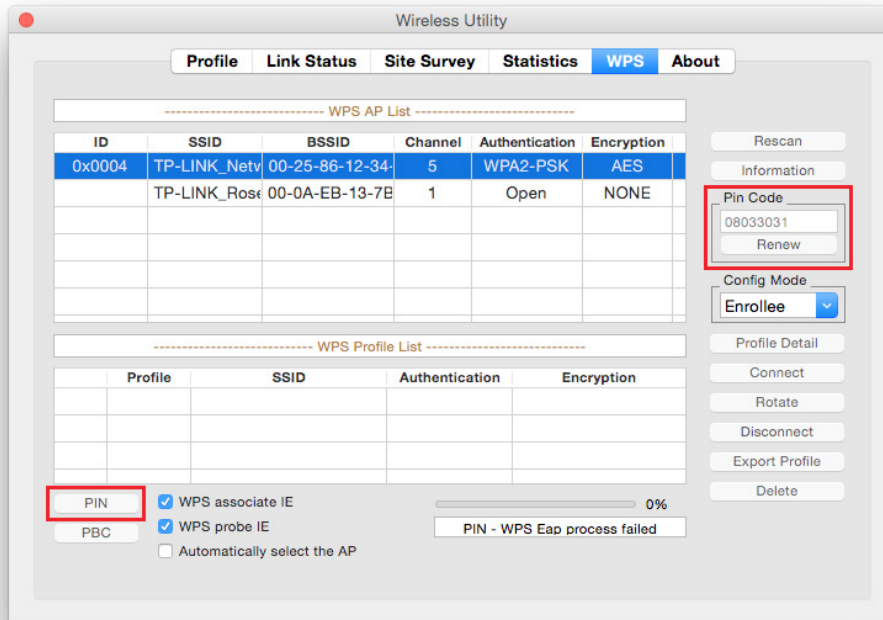 Wireless Utility
Profile Link Status Site Survey Statistics WPS About
---------------------------- WPS AP List ----------------------------
ID SSID BSSID Channel Authentication Encryption
0x0004 TP-LINK_Netw 00-25-86-12-34- 5 WPA2-PSK AES
TP-LINK_Rose 00-0A-EB-13-7B 1 Open NONE
Rescan
Information
Pin Code
08033031
Renew
Config Mode
Enrollee
---------------------------- WPS Profile List ----------------------------
Profile SSID Authentication Encryption
Profile Detail
Connect
Rotate
Disconnect
Export Profile
Delete
PIN
PBC
WPS associate IE
WPS probe IE
Automatically select the AP
0%
PIN - WPS Eap process failed